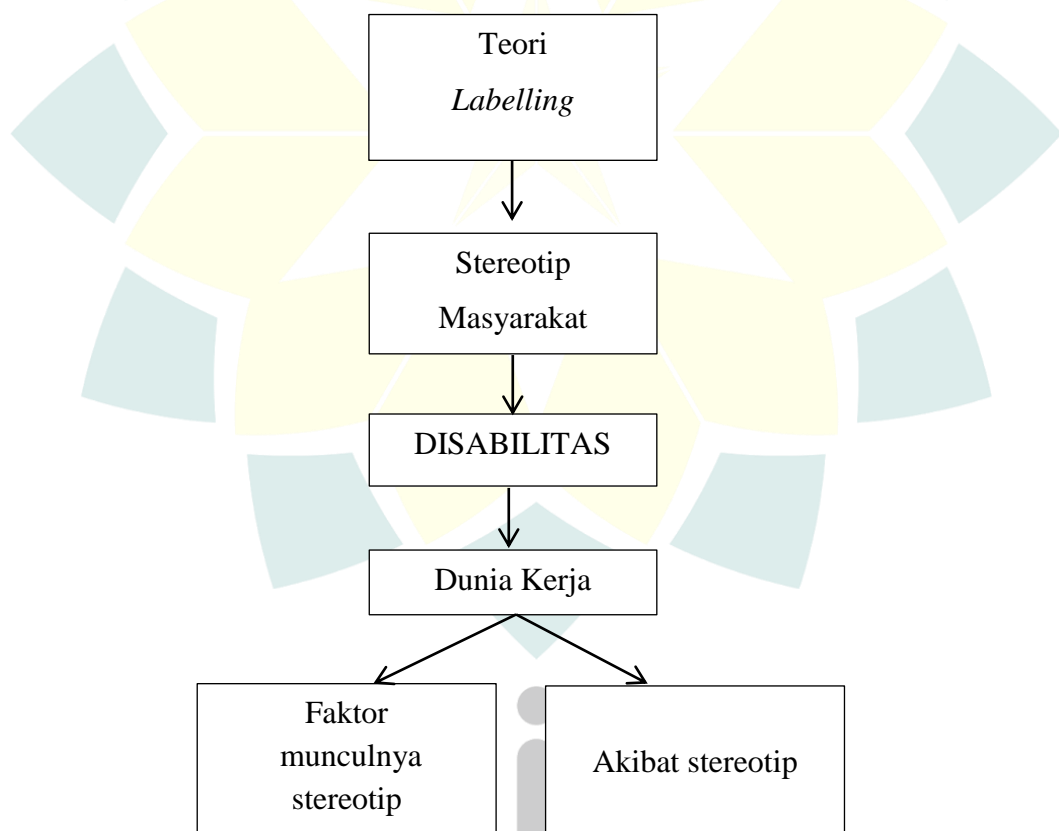 Teori
Labelling
Stereotip
Masyarakat
DISABILITAS
Dunia Kerja
Faktor
munculnya
stereotip
Akibat stereotip